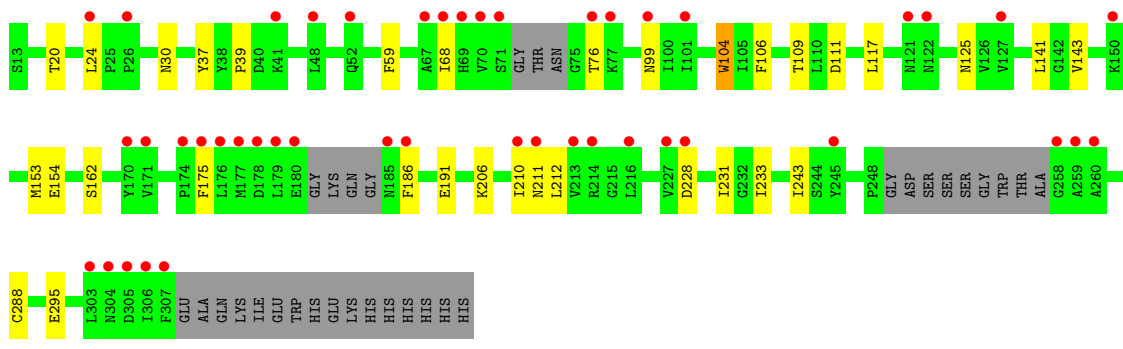 S13 T20 L24 P25 P26 N30 Y37 Y38 P39 D40 K41 L48 Q52 F59 A67 I68 H69 V70 S71 GLY THR ASN G75 T76 K77 N99 I100 I101 W104 I105 F106 T109 L110 D111 L117 N121 N122 N125 V126 V127 L141 G142 V143 K150
M153 E154 S162 Y170 V171 P174 F175 L176 M177 D178 L179 E180 GLY LYS GLN GLY N185 F186 E191 K206 I210 N211 L212 V213 R214 G215 L216 V227 D228 I231 G232 I233 I243 S244 Y245 P248 GLY ASP SER SER SER GLY TRP THR ALA G258 A259 A260
C288 E295 L303 N304 D305 I306 F307 GLU ALA GLN LYS ILE GLU TRP HIS GLU LYS HIS HIS HIS HIS HIS HIS